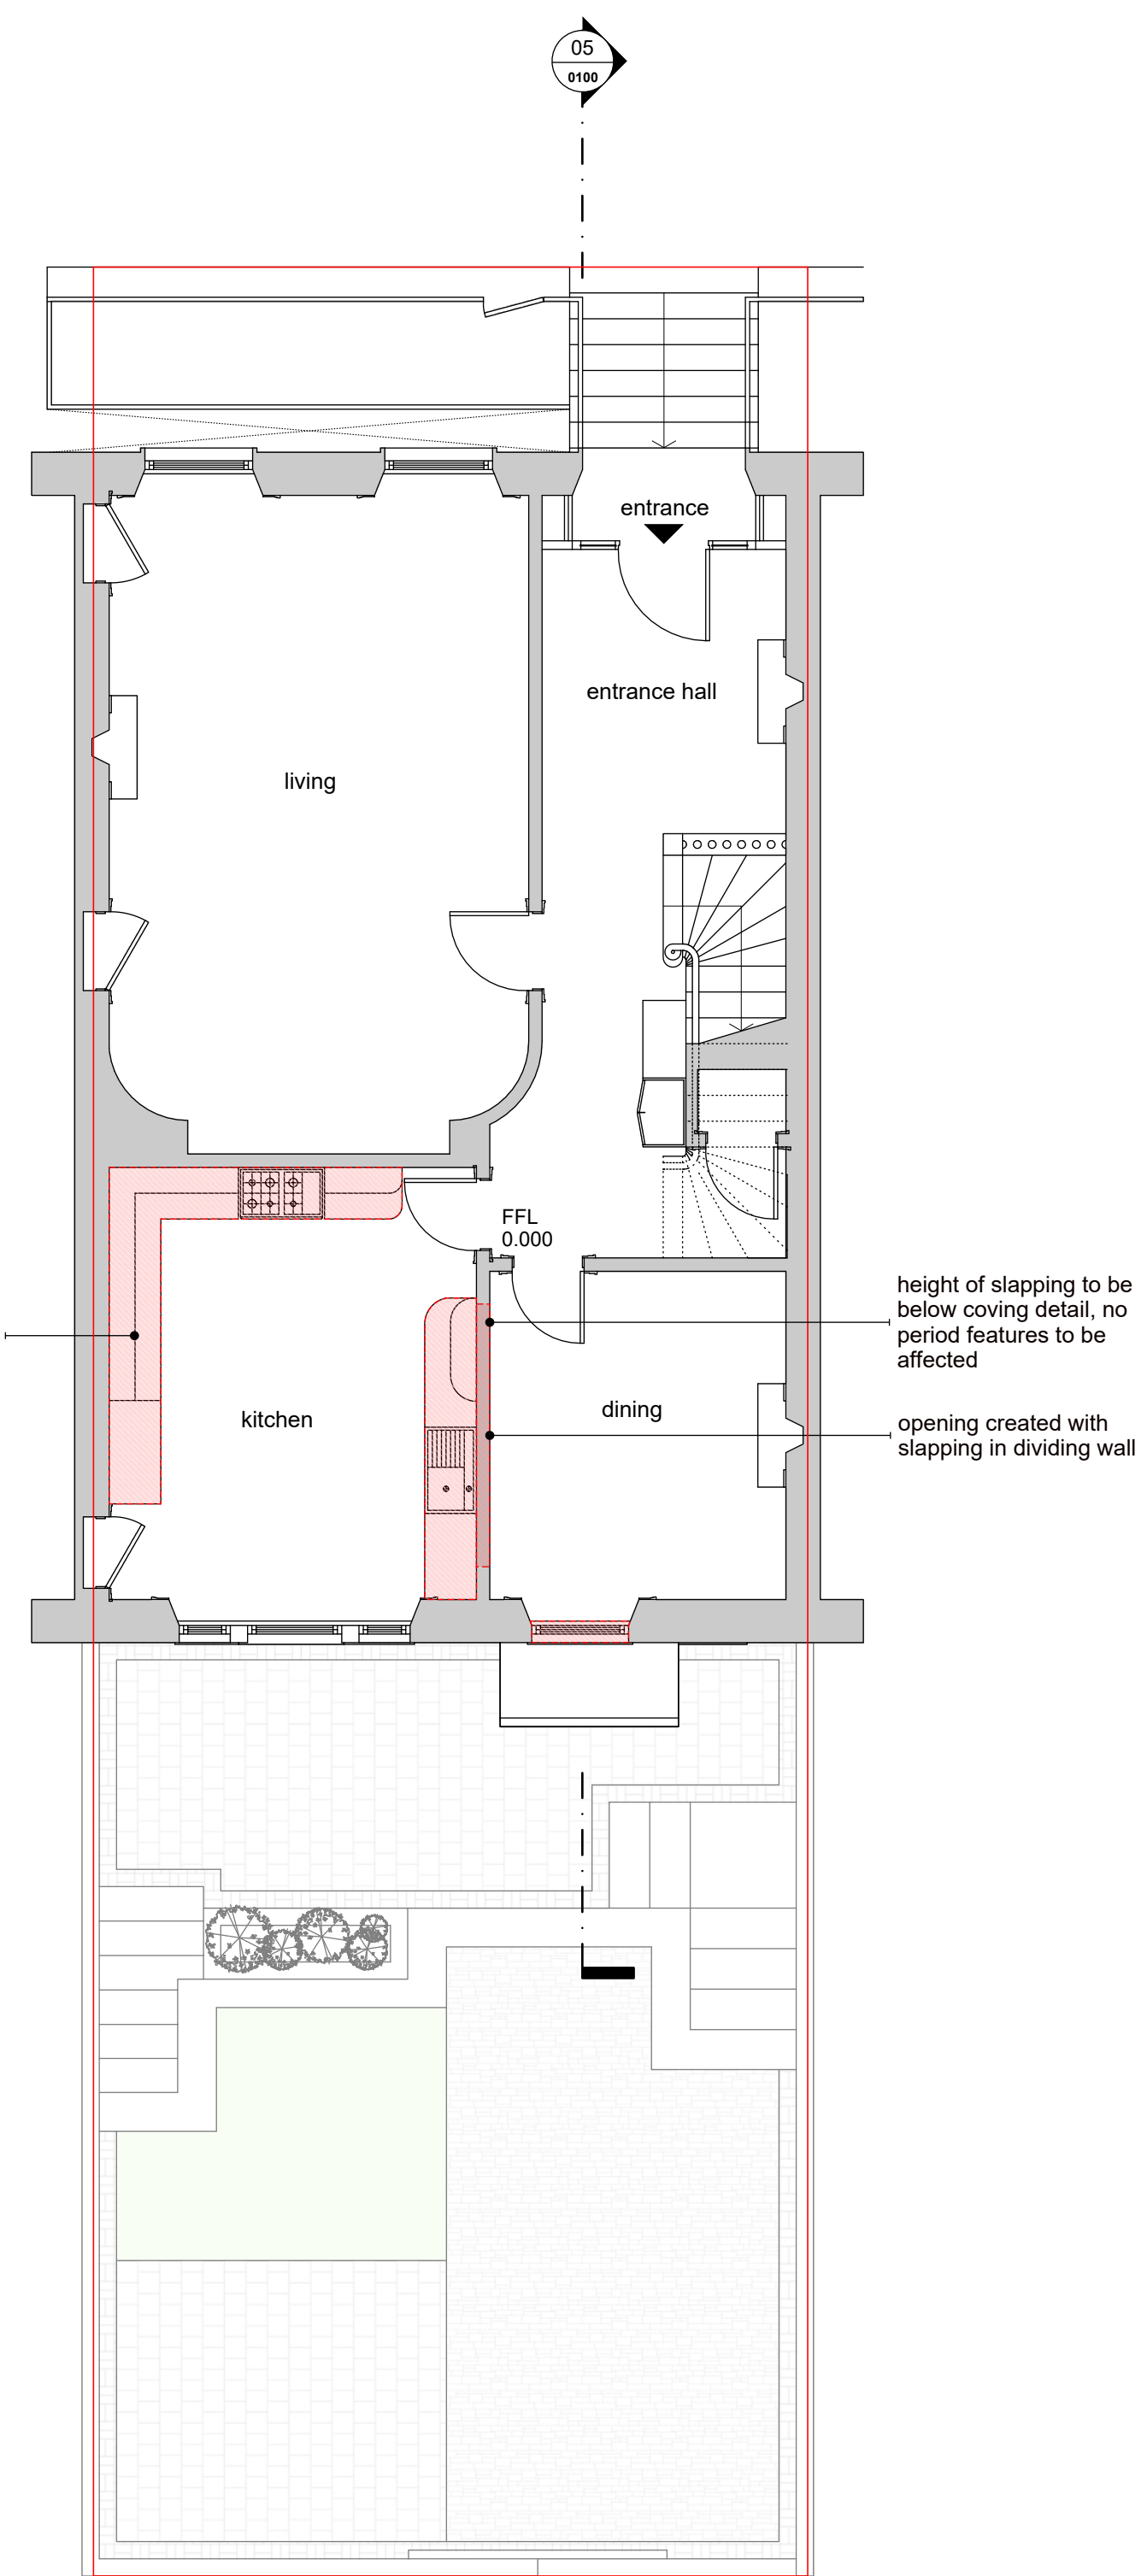 05
0100
entrance
entrance hall
living
FFL
0.000
height of slapping to be
below coving detail, no
period features to be
affected
kitchen
dining
opening created with
slapping in dividing wall